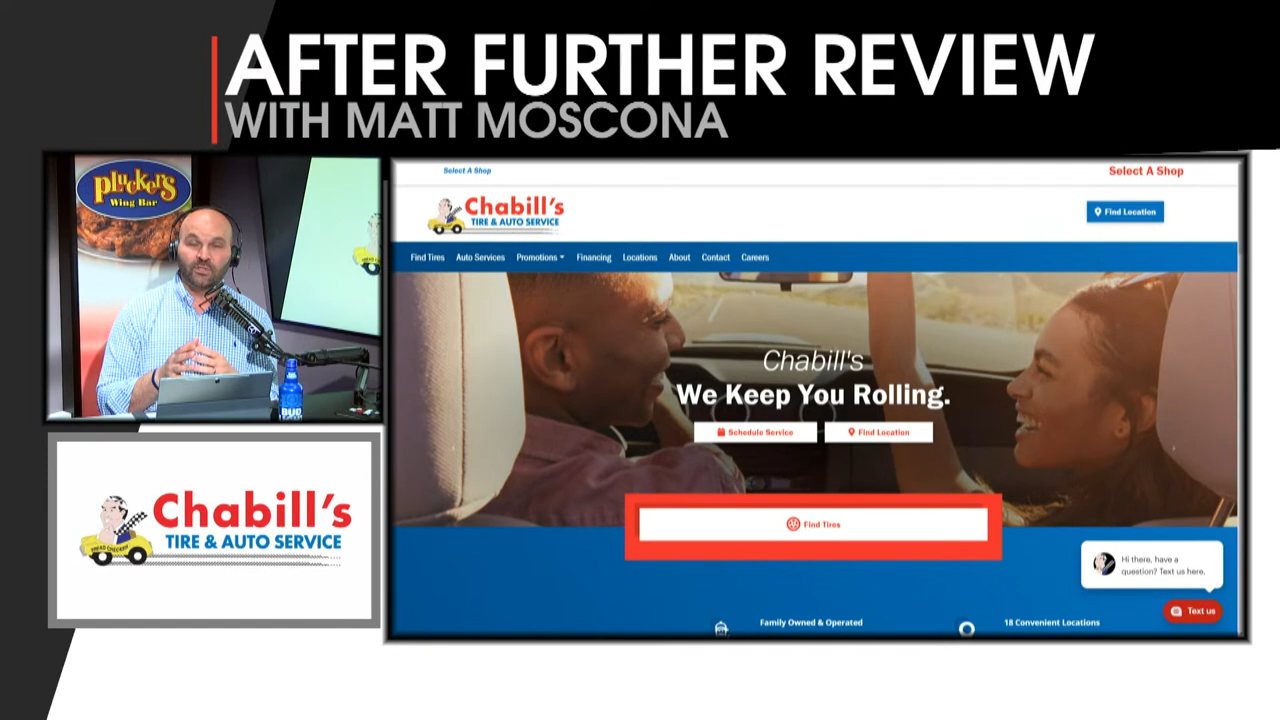 AFTER FURTHER REVIEW
WITH MATT MOSCONA
Pluckers
Wing Bar
BUD
Chabill's
TIRE & AUTO SERVICE
TREAD CHECKER
Select A Shop
Select A Shop
Chabill's
TIRE & AUTO SERVICE
Find Location
Find Tires
Auto Services
Promotions
Financing
Locations
About
Contact
Careers
Chabill's
We Keep You Rolling.
Schedule Service
Find Location
Find Tires
Hi there, have a
question? Text us here.
Text us
Family Owned & Operated
18 Convenient Locations